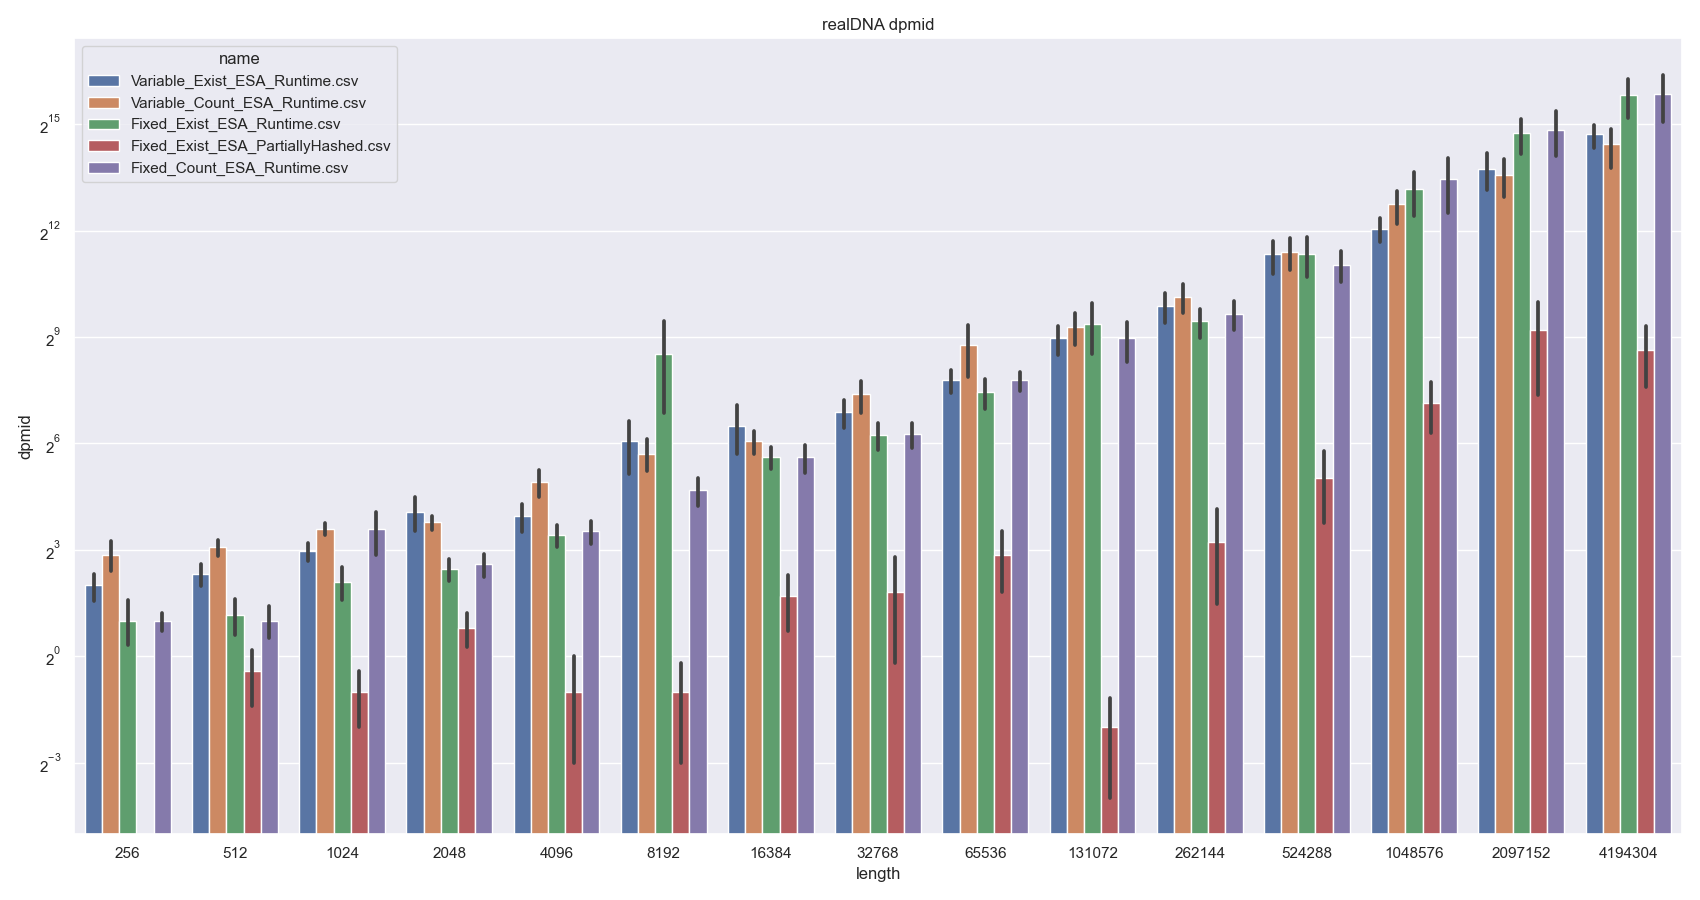 realDNA dpmid
name
Variable_Exist_ESA_Runtime.csv
Variable_Count_ESA_Runtime.csv
Fixed_Exist_ESA_Runtime.csv
Fixed_Exist_ESA_PartiallyHashed.csv
Fixed_Count_ESA_Runtime.csv
2^15
2^12
2^9
2^6
2^3
2^0
2^−3
dpmid
256 512 1024 2048 4096 8192 16384 32768 65536 131072 262144 524288 1048576 2097152 4194304
length